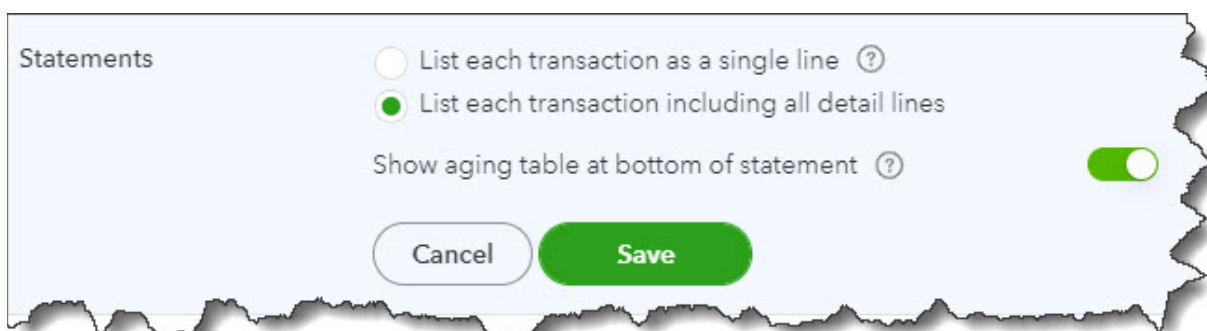 Statements
List each transaction as a single line ?
List each transaction including all detail lines
Show aging table at bottom of statement ?
Cancel Save